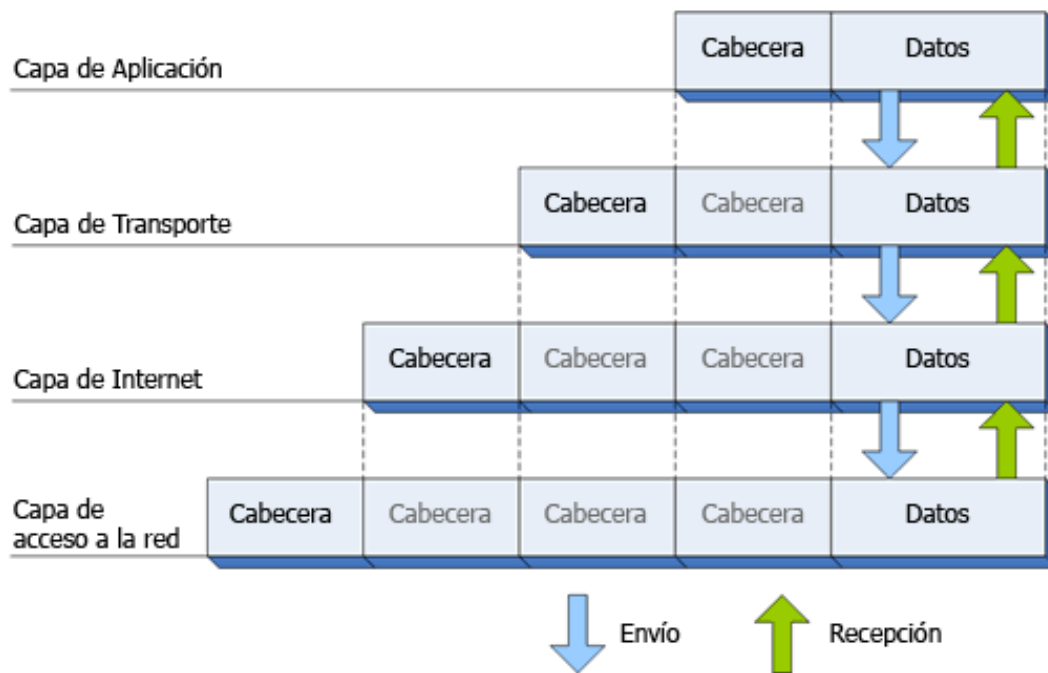 Cabecera Datos
Capa de Aplicación
Cabecera Cabecera Datos
Capa de Transporte
Cabecera Cabecera Cabecera Datos
Capa de Internet
Capa de
acceso a la red
Cabecera Cabecera Cabecera Cabecera Datos
Envío Recepción